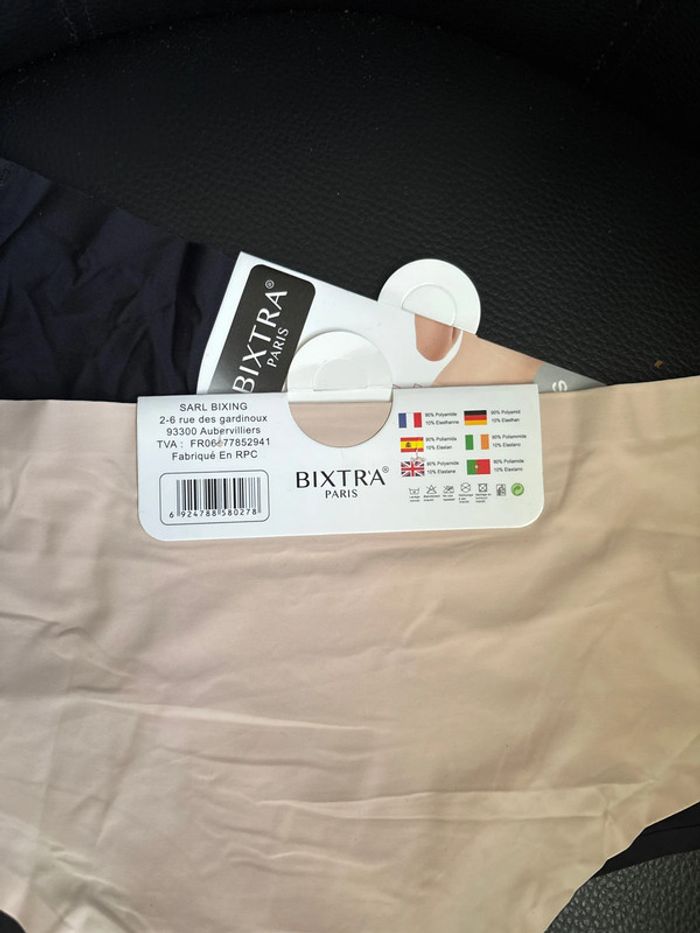 BIXTRA®
PARIS
S
SARL BIXING
2-6 rue des gardinoux
93300 Aubervilliers
TVA : FR06977852941
Fabriqué En RPC
6 924788 580278
BIXTRA®
PARIS
90% Polyamide
10% Elasthanne
90% Polyamid
10% Elasthan
90% Poliamida
10% Elastan
90% Poliammide
10% Elastano
90% Polyamide
10% Elastane
90% Poliamida
10% Elastano